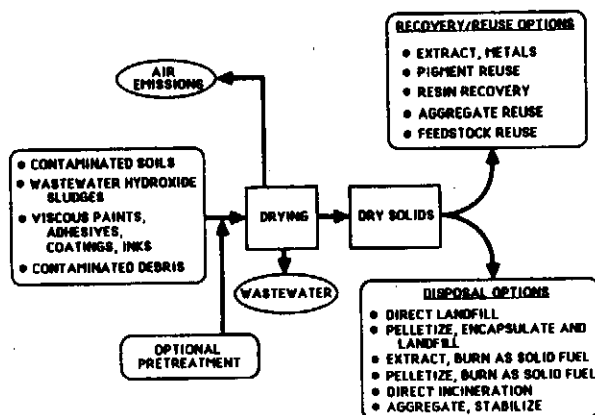 RECOVERY/REUSE OPTIONS
● EXTRACT, METALS
● PIGMENT REUSE
● RESIN RECOVERY
● AGGREGATE REUSE
● FEEDSTOCK REUSE
AIR
EMISSIONS
● CONTAMINATED SOILS
● WASTEWATER HYDROXIDE
SLUDGES
● VISCOUS PAINTS,
ADHESIVES,
COATINGS, INKS
● CONTAMINATED DEBRIS
DRYING
DRY SOLIDS
WASTEWATER
OPTIONAL
PRETREATMENT
DISPOSAL OPTIONS
● DIRECT LANDFILL
● PELLETIZE, ENCAPSULATE AND
LANDFILL
● EXTRACT, BURN AS SOLID FUEL
● PELLETIZE, BURN AS SOLID FUEL
● DIRECT INCINERATION
● AGGREGATE, STABILIZE